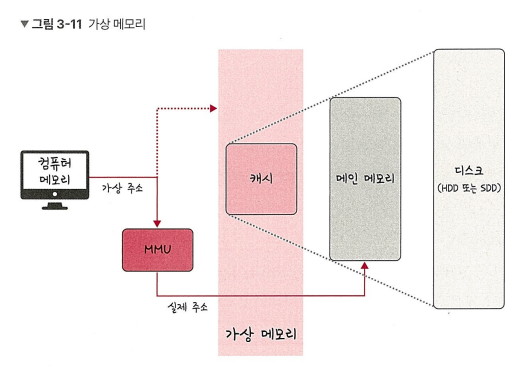 ▼ 그림 3-11 가상 메모리
컴퓨터
메모리
가상 주소
MMU
실제 주소
캐시
가상 메모리
메인 메모리
디스크
(HDD 또는 SDD)